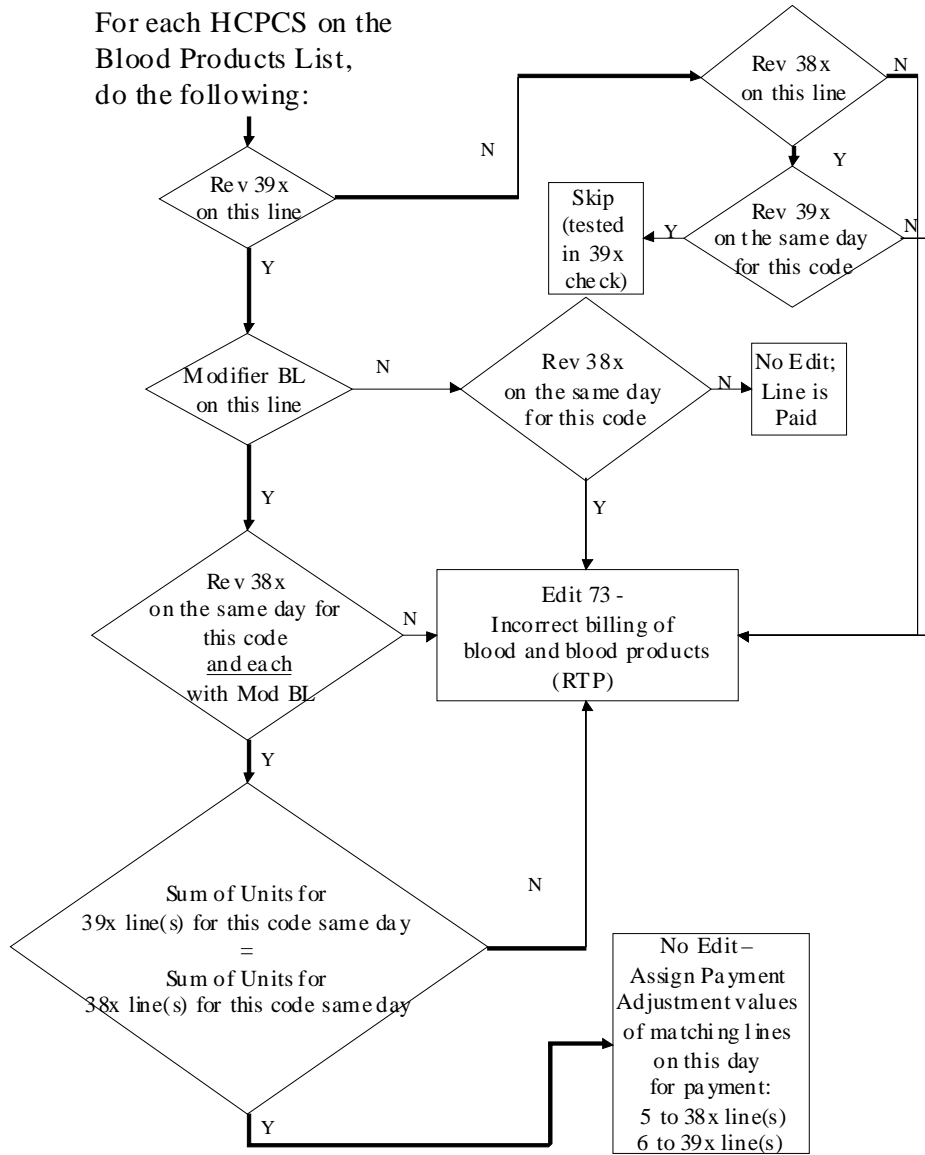 For each HCPCS on the
Blood Products List,
do the following:
Rev 38x
on this line
N
N
Y
Rev 39x
on this line
Skip
(tested
in 39x
check)
Y
Rev 39x
on the same day
for this code
N
Y
Modifier BL
on this line
N
Rev 38x
on the same day
for this code
N
No Edit;
Line is
Paid
Y
Y
Rev 38x
on the same day for
this code
and each
with Mod BL
N
Edit 73 -
Incorrect billing of
blood and blood products
(RTP)
Y
Sum of Units for
39x line(s) for this code same day
=
Sum of Units for
38x line(s) for this code same day
N
No Edit –
Assign Payment
Adjustment values
of matching lines
on this day
for payment:
5 to 38x line(s)
6 to 39x line(s)
Y